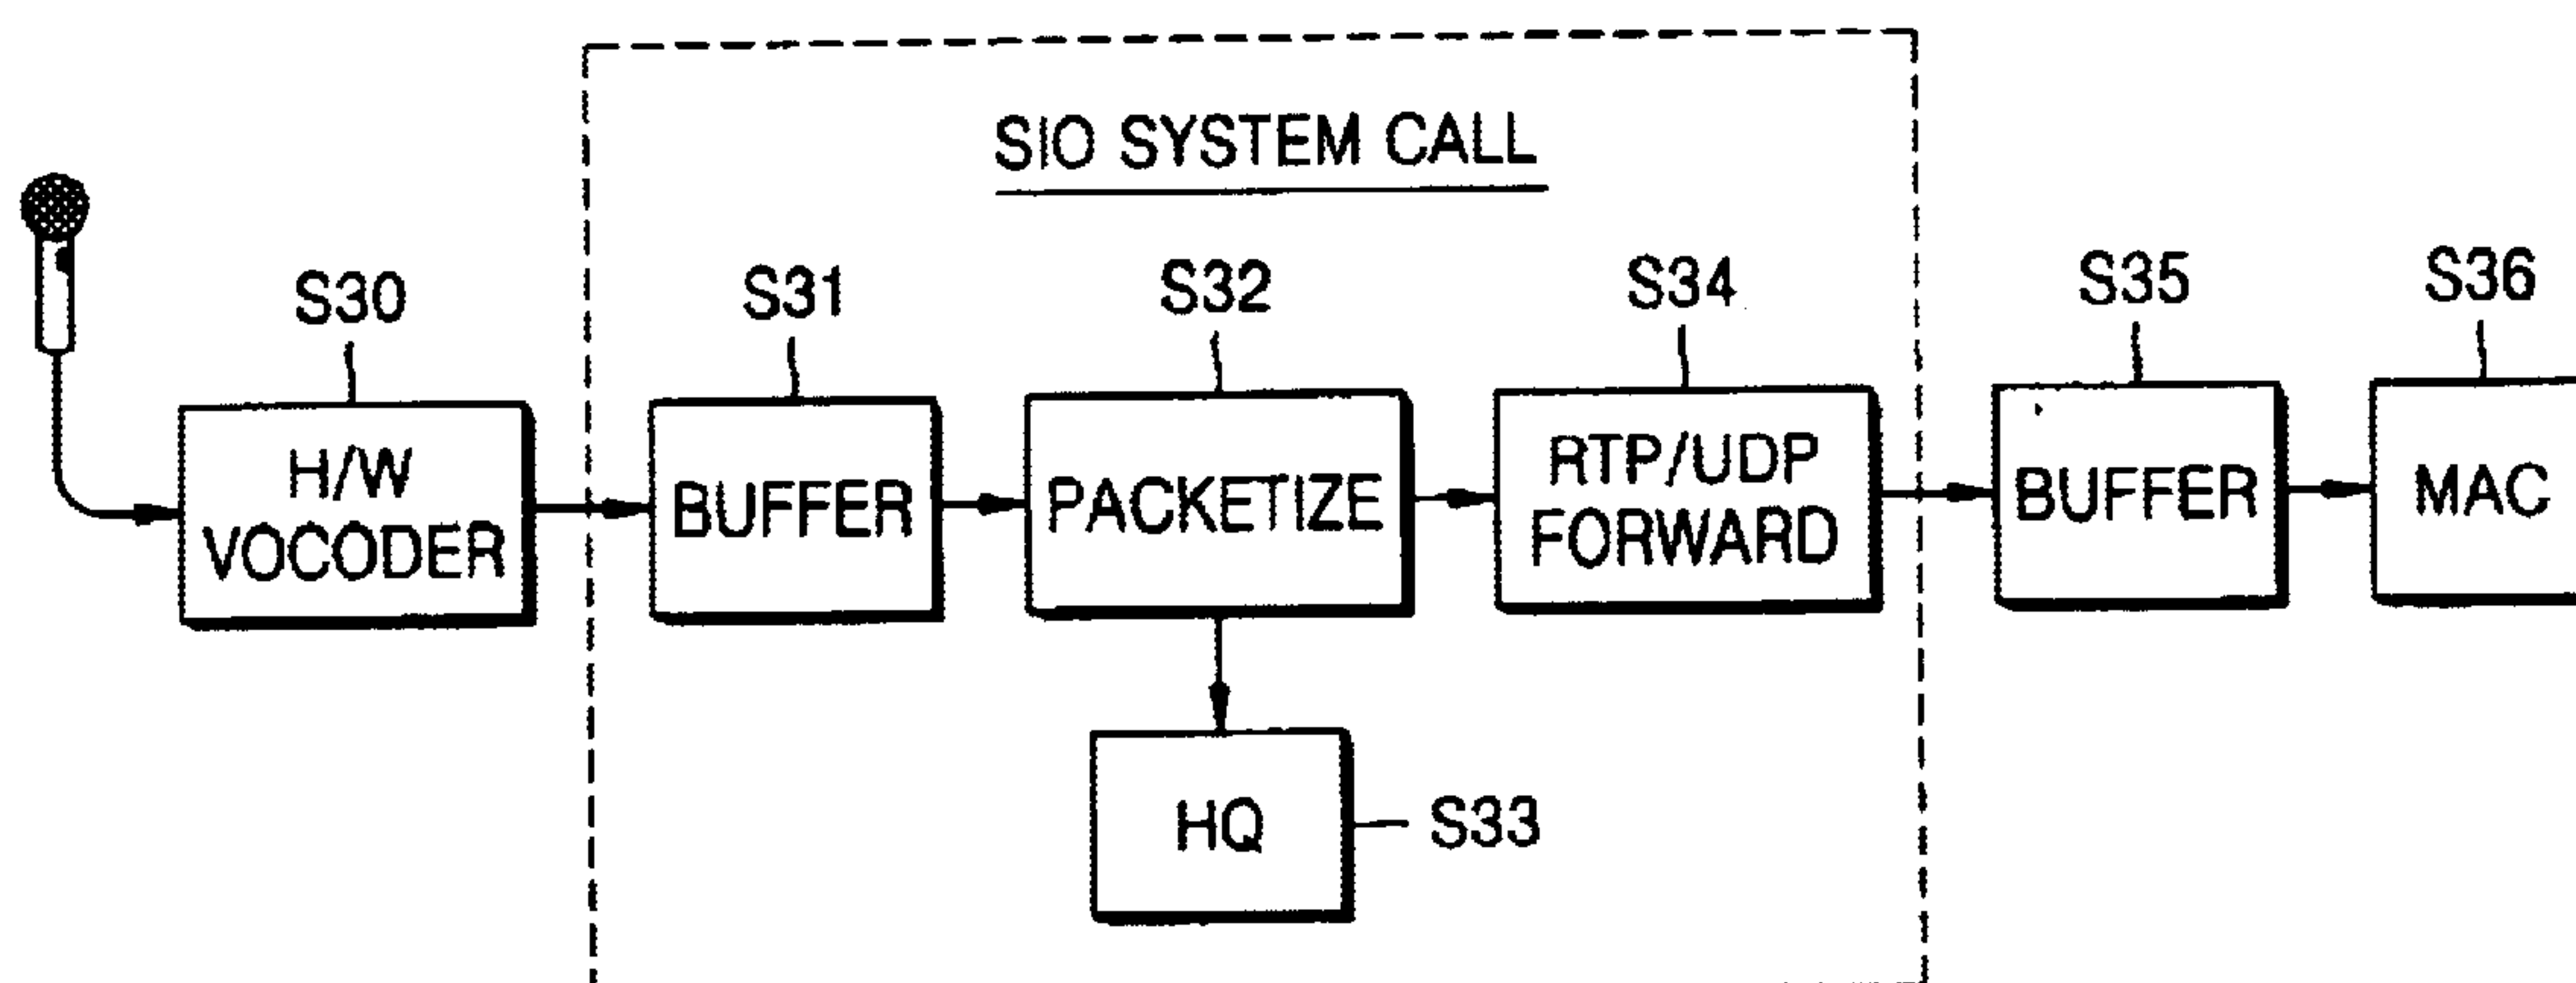 SIO SYSTEM CALL
S30
S31
S32
S34
S35
S36
H/W
VOCODER
BUFFER
PACKETIZE
RTP/UDP
FORWARD
BUFFER
MAC
HQ
S33